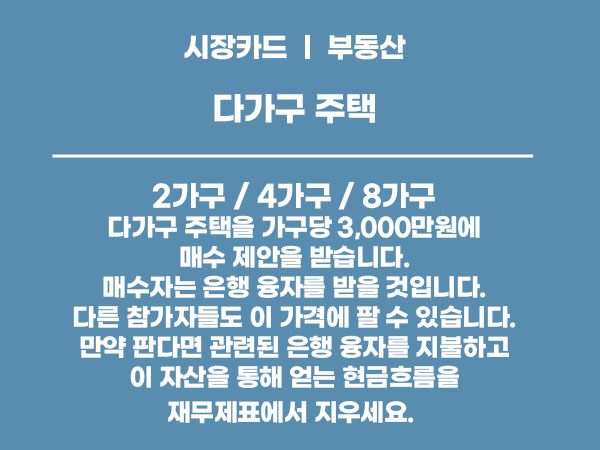 시장카드 ㅣ 부동산
다가구 주택
2가구 / 4가구 / 8가구
다가구 주택을 가구당 3,000만원에
매수 제안을 받습니다.
매수자는 은행 융자를 받을 것입니다.
다른 참가자들도 이 가격에 팔 수 있습니다.
만약 판다면 관련된 은행 융자를 지불하고
이 자산을 통해 얻는 현금흐름을
재무제표에서 지우세요.